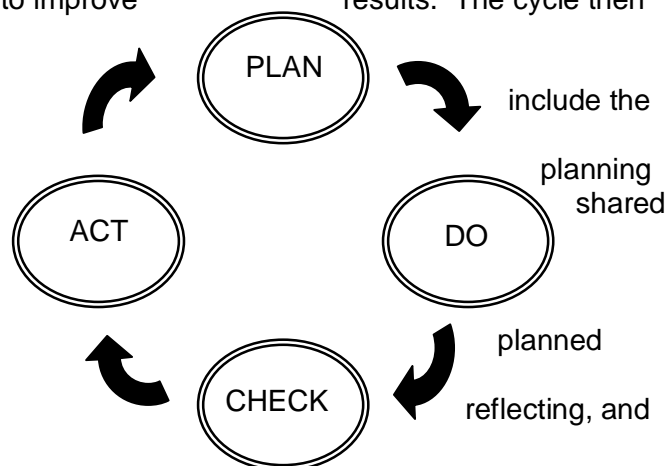 to improve results. The cycle then
PLAN
include the
planning
shared
ACT
DO
planned
CHECK
reflecting, and